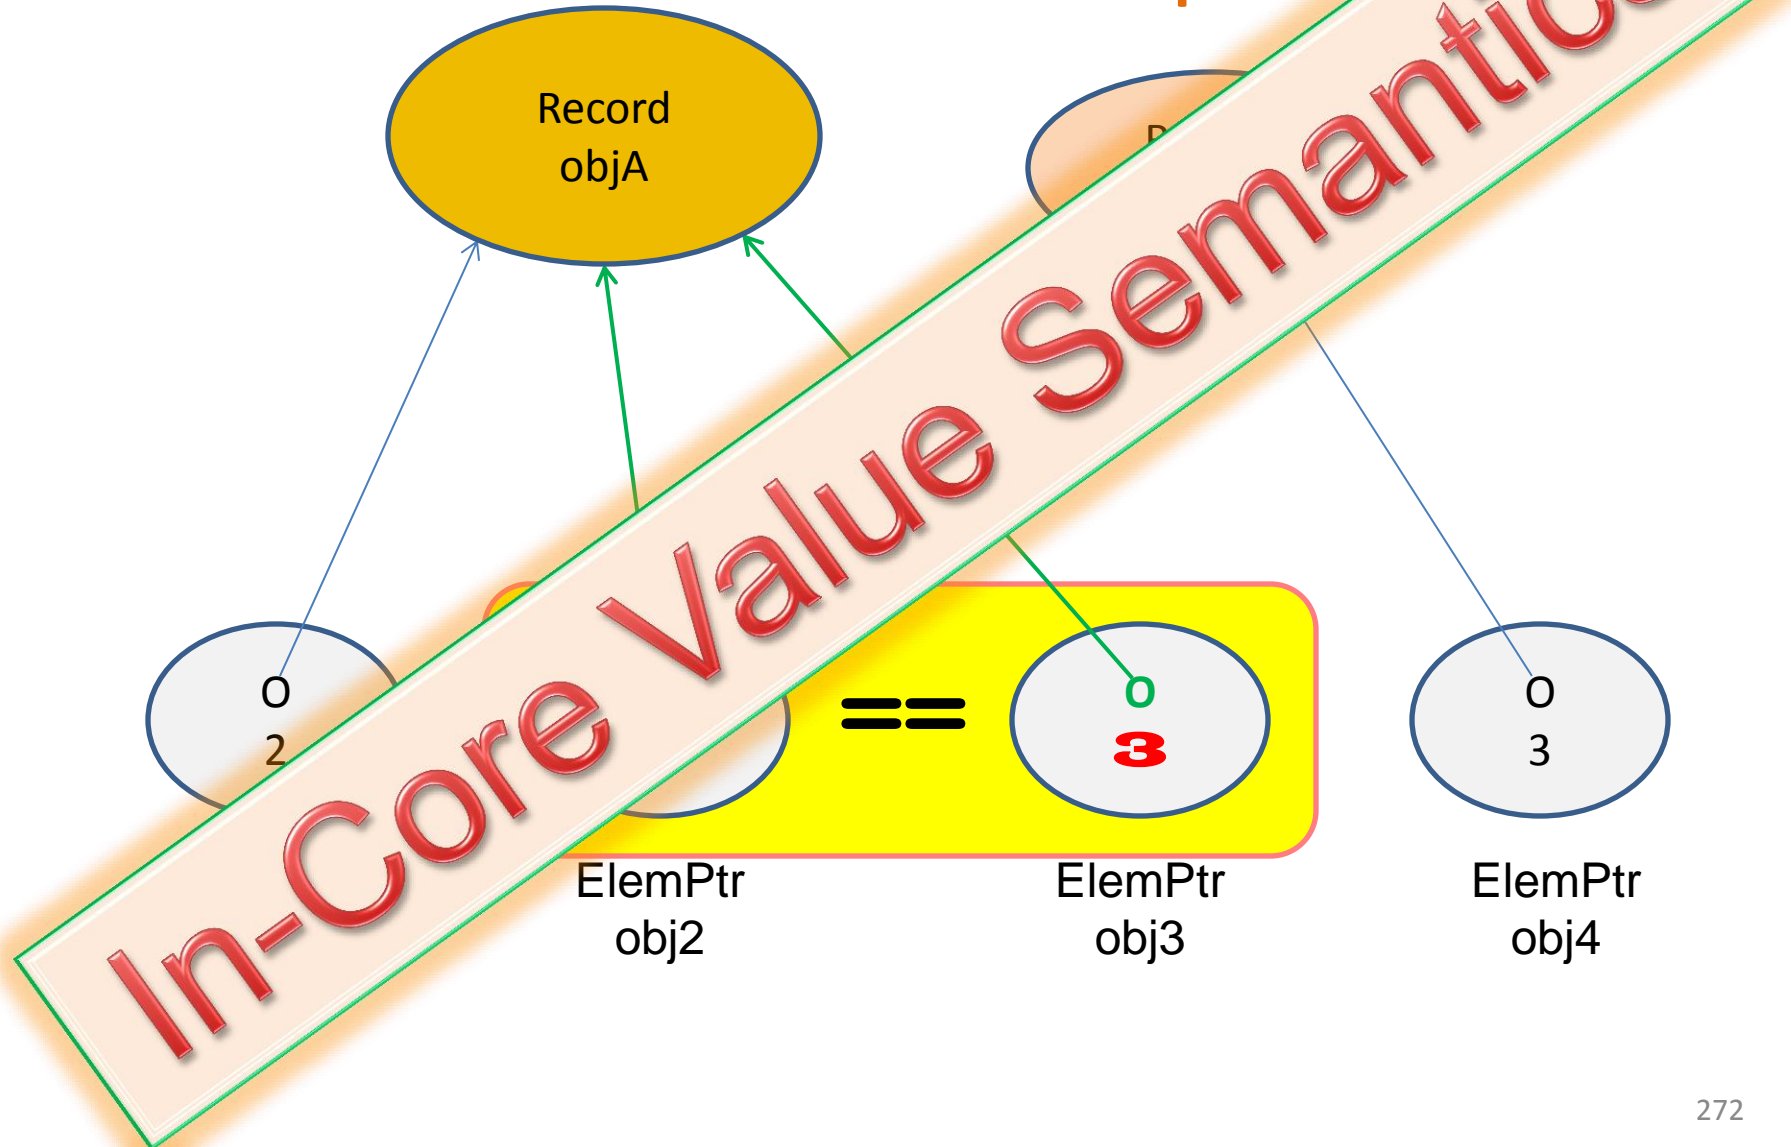 Record
objA
In-Core Value Semantics
O
2
==
O
3
O
3
ElemPtr
obj2
ElemPtr
obj3
ElemPtr
obj4
272